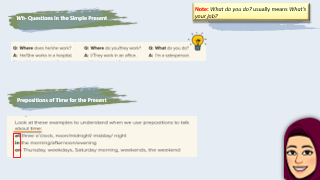 Wh- Questions in the Simple Present
Note: What do you do? usually means What's
your job?
Q: Where does he/she work? Q: Where do you/they work? Q: What do you do?
A: He/She works in a hospital. A: I/They work in an office. A: I'm a salesperson.
Prepositions of Time for the Present
Look at these examples to understand when we use prepositions to talk
about time:
at three o'clock, noon/midnight/ midday/ night
in the morning/afternoon/evening
on Thursday, weekdays, Saturday morning, weekends, the weekend